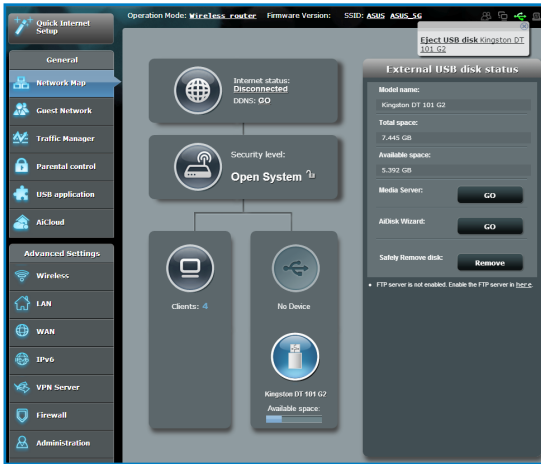 Quick Internet
Setup
Operation Mode: Wireless router Firmware Version: SSID: ASUS ASUS_5G
Eject USB disk Kingston DT
101 G2
General
Network Map
Guest Network
Traffic Manager
Parental control
USB application
AiCloud
Advanced Settings
Wireless
LAN
WAN
IPv6
VPN Server
Firewall
Administration
Internet status:
Disconnected
DDNS: GO
Security level:
Open System
Clients: 4
No Device
Kingston DT 101 G2
Available space:
External USB disk status
Model name:
Kingston DT 101 G2
Total space:
7.445 GB
Available space:
5.392 GB
Media Server:
GO
AiDisk Wizard:
GO
Safely Remove disk:
Remove
• FTP server is not enabled. Enable the FTP server in here.